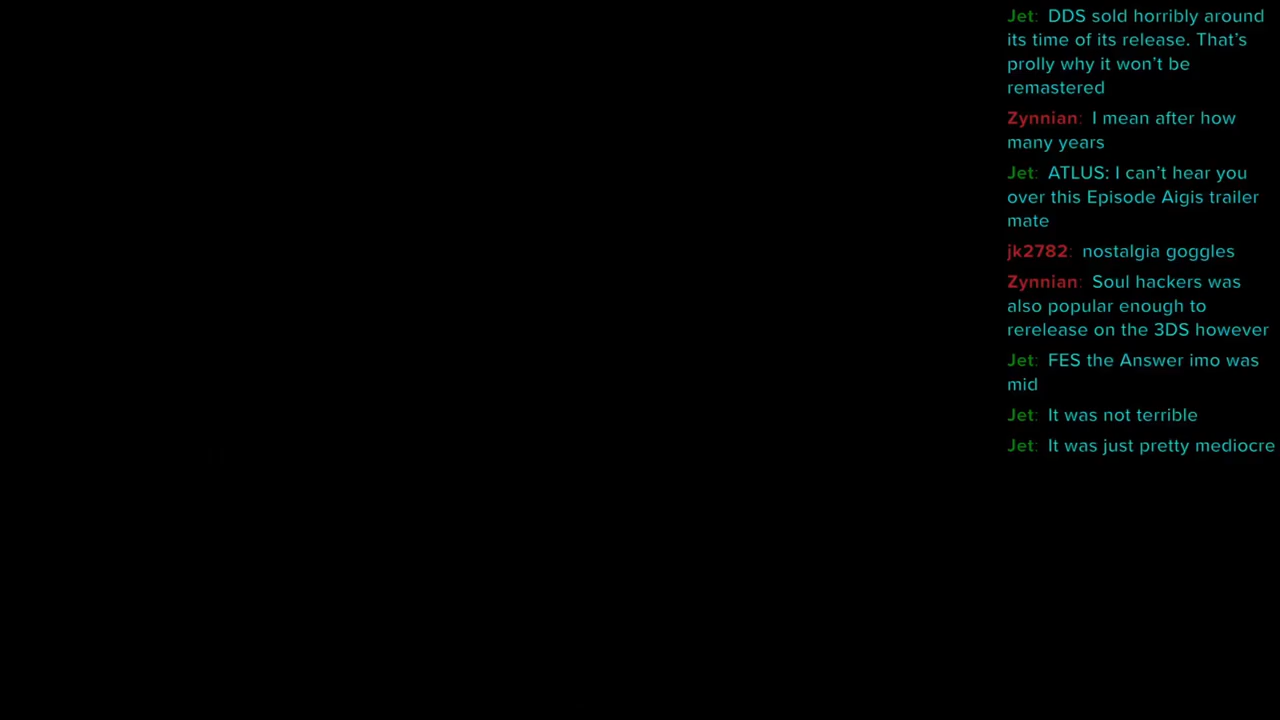 Jet: DDS sold horribly around
its time of its release. That's
prolly why it won't be
remastered
Zynnian: I mean after how
many years
Jet: ATLUS: I can't hear you
over this Episode Aigis trailer
mate
jk2782: nostalgia goggles
Zynnian: Soul hackers was
also popular enough to
rerelease on the 3DS however
Jet: FES the Answer imo was
mid
Jet: It was not terrible
Jet: It was just pretty mediocre